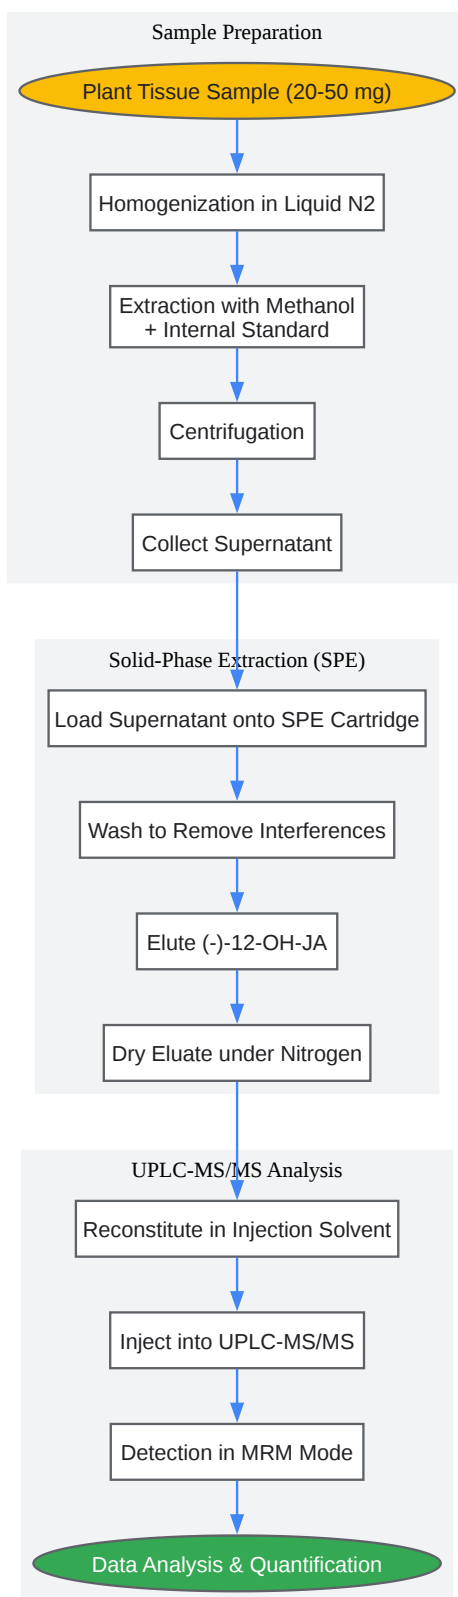 Sample Preparation
Plant Tissue Sample (20-50 mg)
Homogenization in Liquid N2
Extraction with Methanol
+ Internal Standard
Centrifugation
Collect Supernatant
Solid-Phase Extraction (SPE)
Load Supernatant onto SPE Cartridge
Wash to Remove Interferences
Elute (-)-12-OH-JA
Dry Eluate under Nitrogen
UPLC-MS/MS Analysis
Reconstitute in Injection Solvent
Inject into UPLC-MS/MS
Detection in MRM Mode
Data Analysis & Quantification